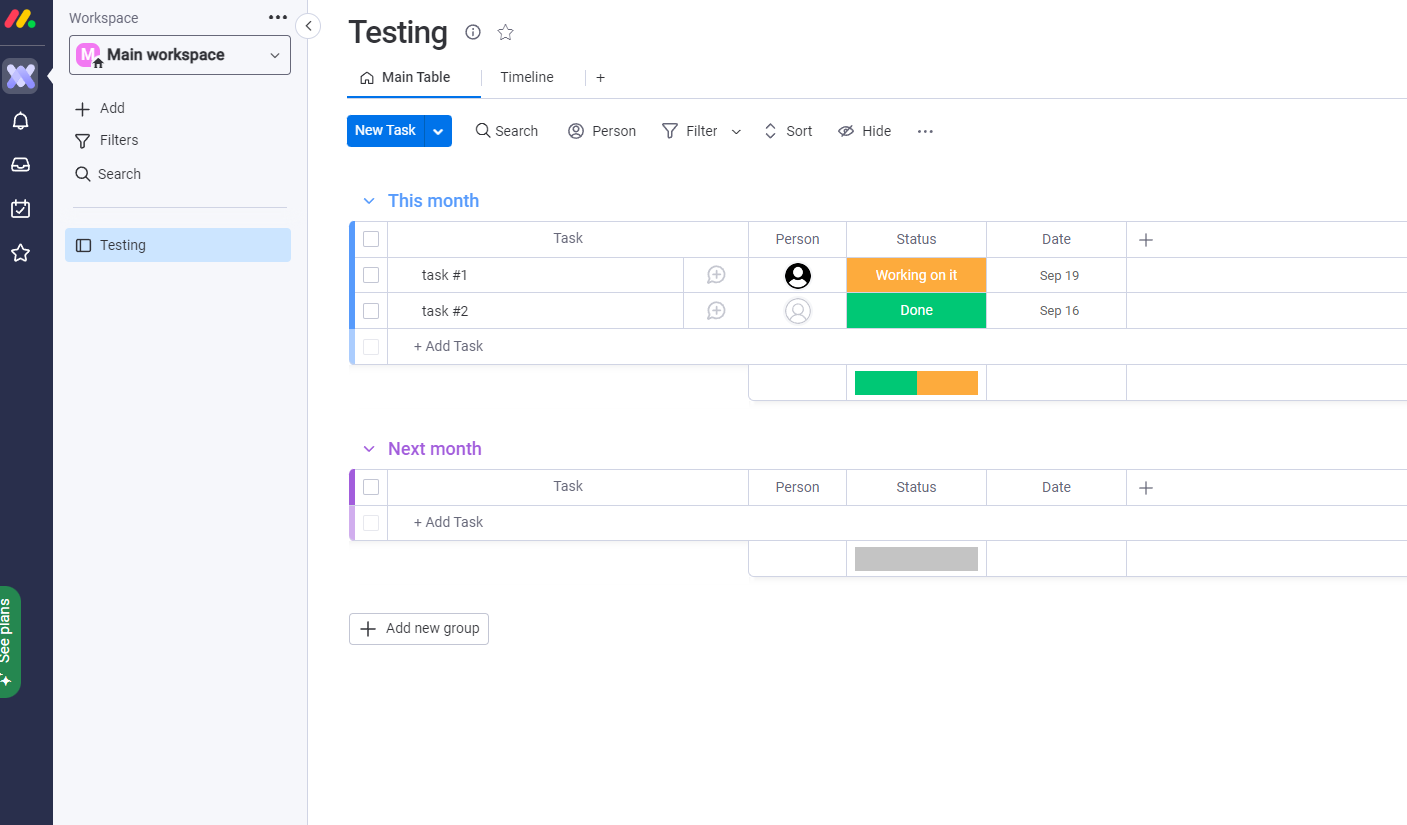 Workspace
M Main workspace
Add
Filters
Search
Testing
See plans
Testing
Main Table
Timeline
New Task
Search
Person
Filter
Sort
Hide
This month
Task Person Status Date
task #1 Working on it Sep 19
task #2 Done Sep 16
+ Add Task
Next month
Task Person Status Date
+ Add Task
Add new group